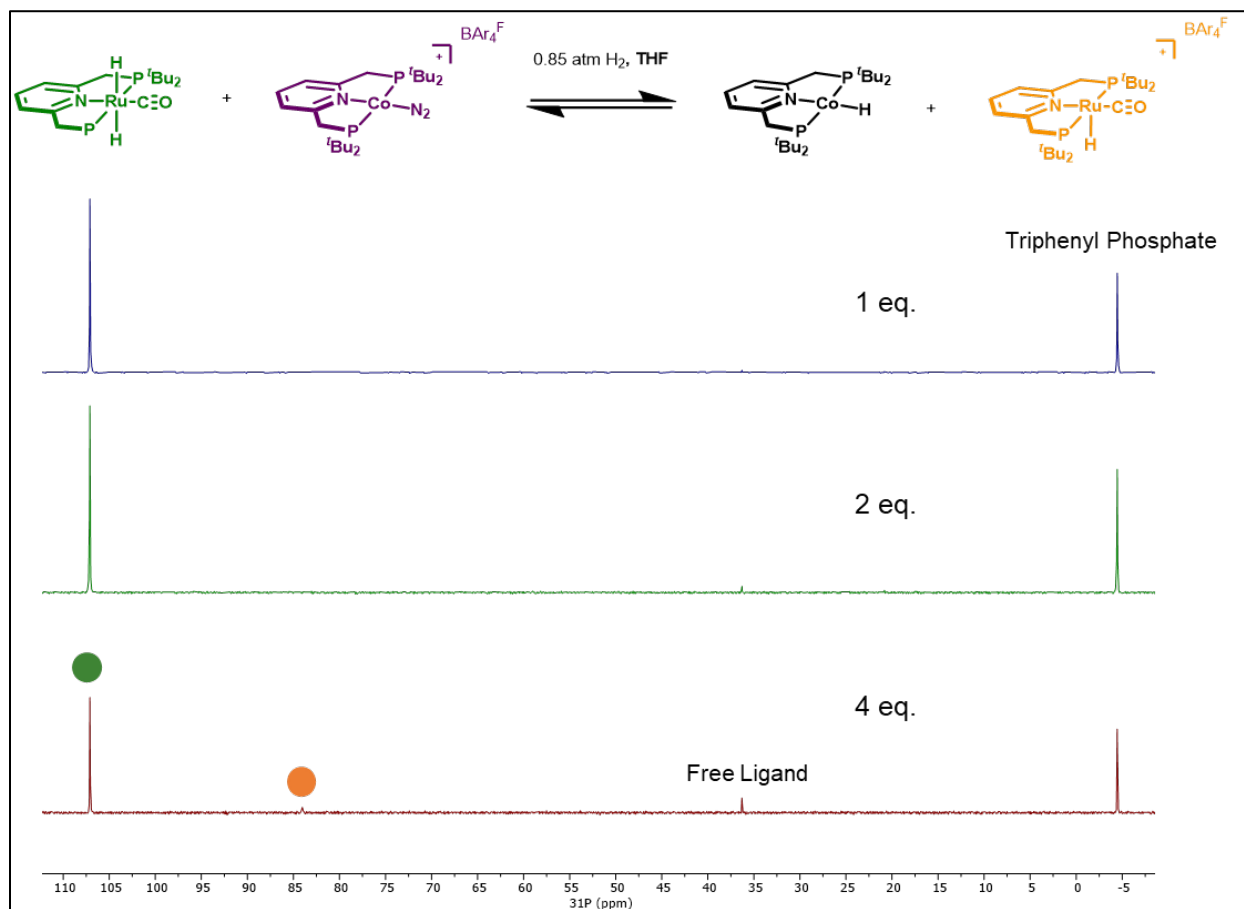 BAr₄ᶠ
BAr₄ᶠ
0.85 atm H₂, THF
H
P
ᵗBu₂
N
Ru
C≡O
P
H
ᵗBu₂
+
+
P
ᵗBu₂
N
Co
N₂
P
ᵗBu₂
P
ᵗBu₂
N
Co
H
P
ᵗBu₂
+
+
P
ᵗBu₂
N
Ru
C≡O
P
H
ᵗBu₂
Triphenyl Phosphate
1 eq.
2 eq.
4 eq.
Free Ligand
110 105 100 95 90 85 80 75 70 65 60 55 50 45 40 35 30 25 20 15 10 5 0 -5
31P (ppm)